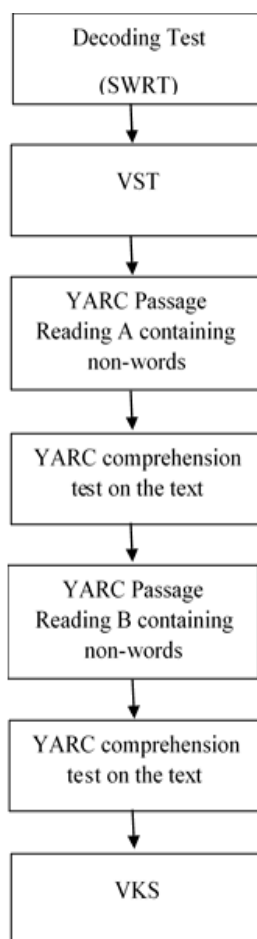 Decoding Test
(SWRT)
VST
YARC Passage
Reading A containing
non-words
YARC comprehension
test on the text
YARC Passage
Reading B containing
non-words
YARC comprehension
test on the text
VKS